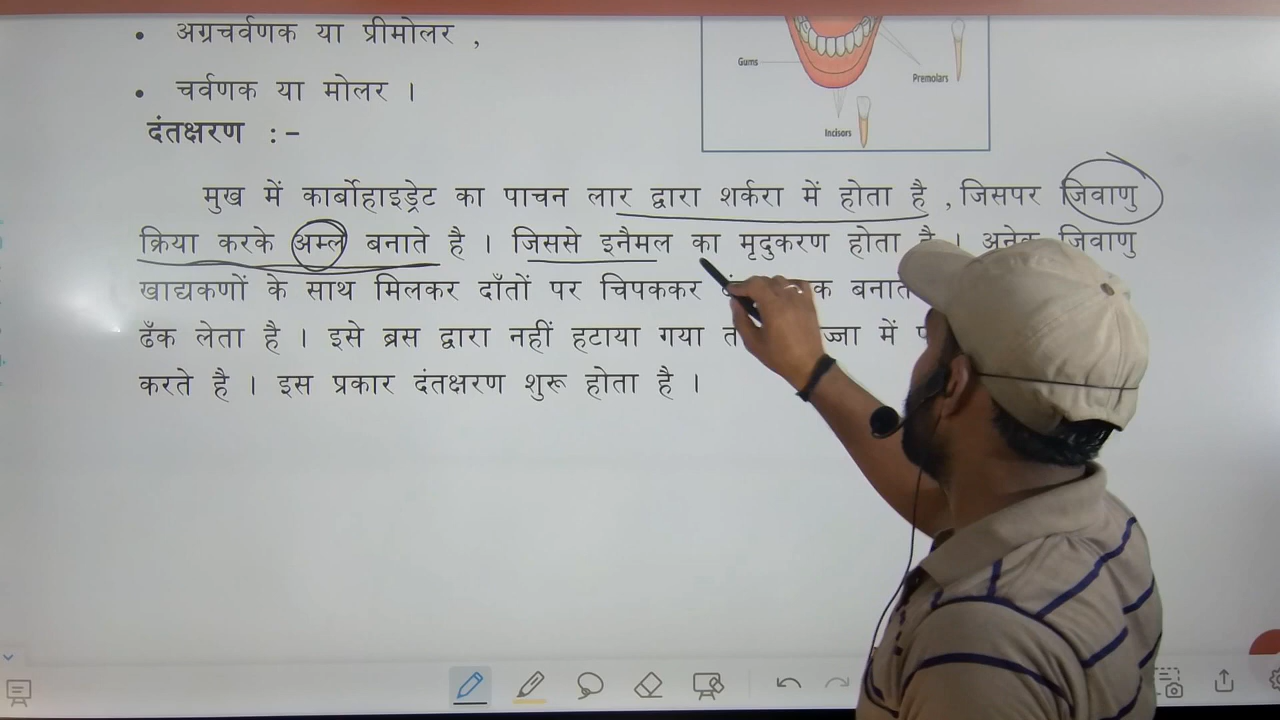 • अग्रचर्वणक या प्रीमोलर ,
• चर्वणक या मोलर ।
Gums
Premolars
Incisors
दंतक्षरण :-
मुख में कार्बोहाइड्रेट का पाचन लार द्वारा शर्करा में होता है , जिसपर जिवाणु
क्रिया करके अम्ल बनाते है । जिससे इनैमल का मृदुकरण होता है । अनेक जिवाणु
खाद्यकणों के साथ मिलकर दाँतों पर चिपककर
ढँक लेता है । इसे ब्रस द्वारा नहीं हटाया गया में
करते है । इस प्रकार दंतक्षरण शुरू होता है ।